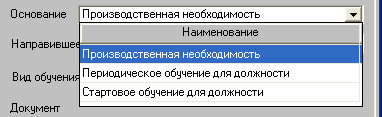 Основание Производственная необходимость
Наименование
Направившее
Производственная необходимость
Вид обучения Периодическое обучение для должности
Стартовое обучение для должности
Документ